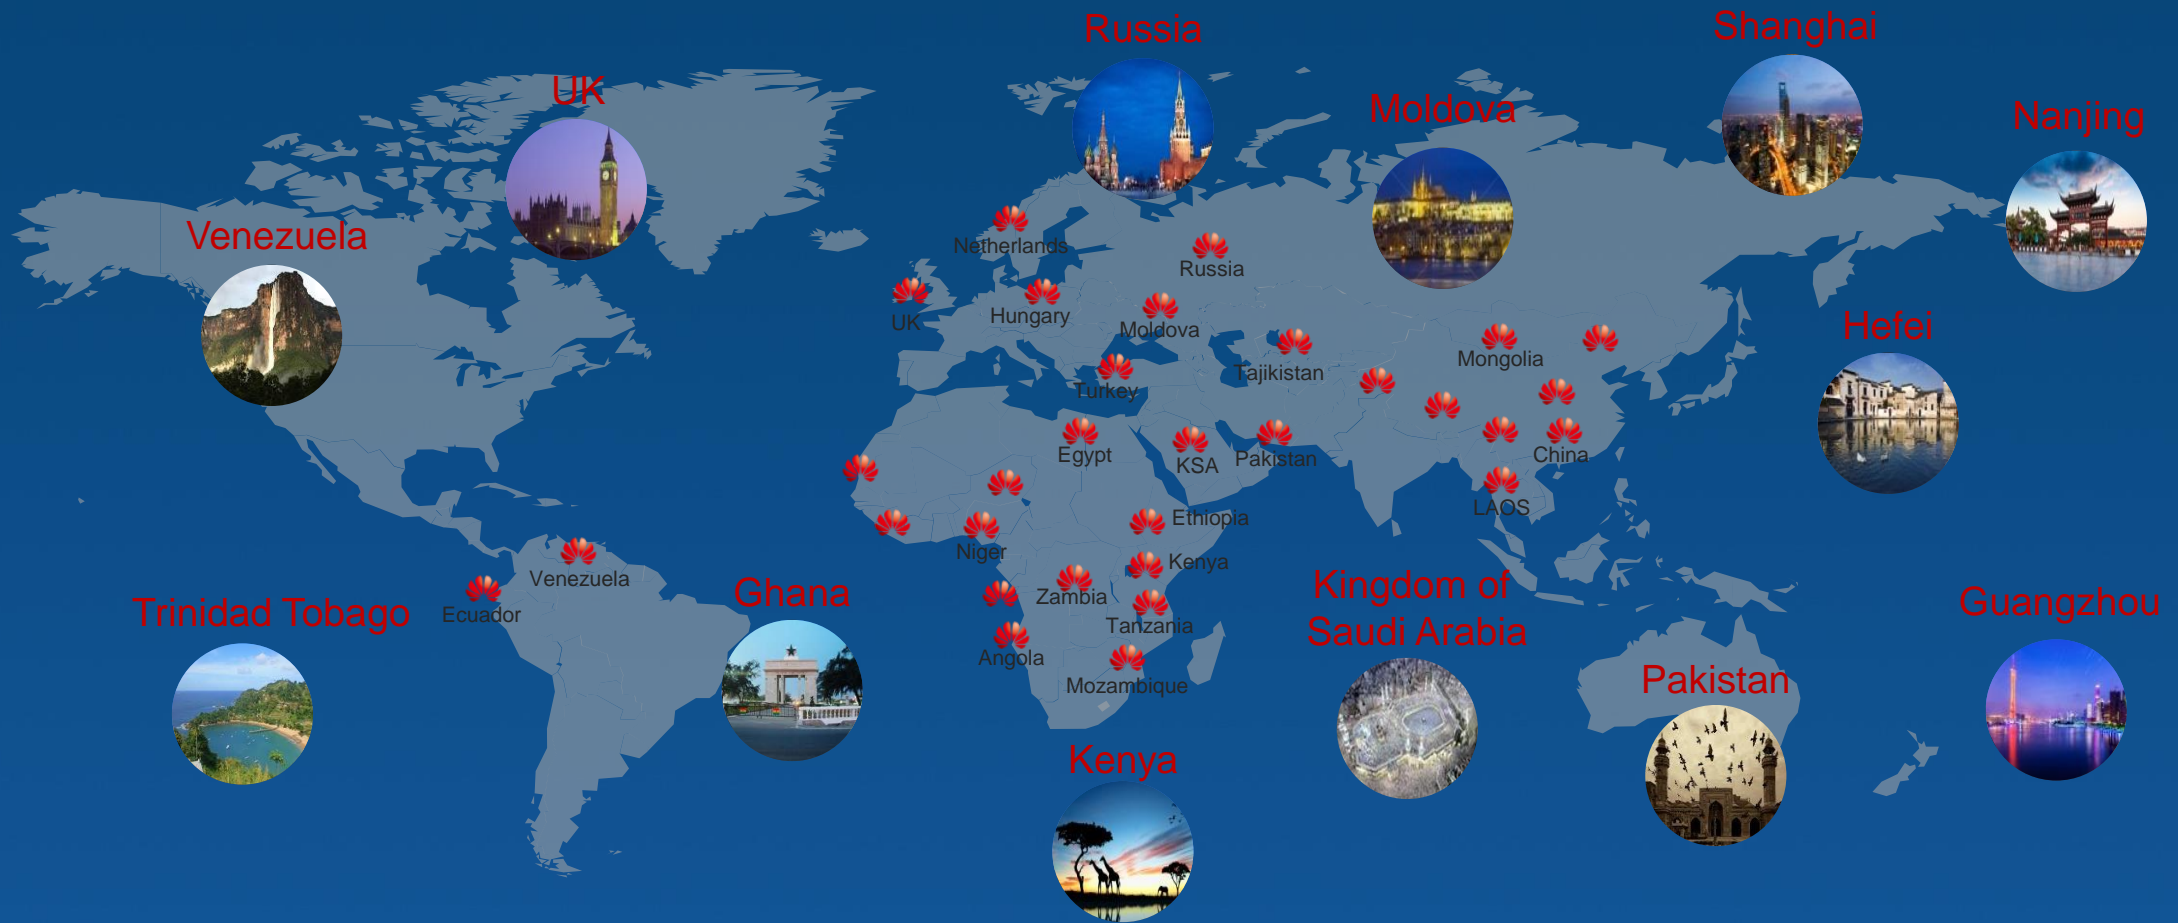 Russia
Shanghai
UK
Moldova
Nanjing
Venezuela
Netherlands
Russia
Hungary
UK
Moldova
Hefei
Mongolia
Tajikistan
Turkey
Egypt
KSA
Pakistan
China
LAOS
Ethiopia
Niger
Kenya
Venezuela
Ecuador
Zambia
Ghana
Kingdom of
Saudi Arabia
Trinidad Tobago
Guangzhou
Tanzania
Angola
Mozambique
Pakistan
Kenya